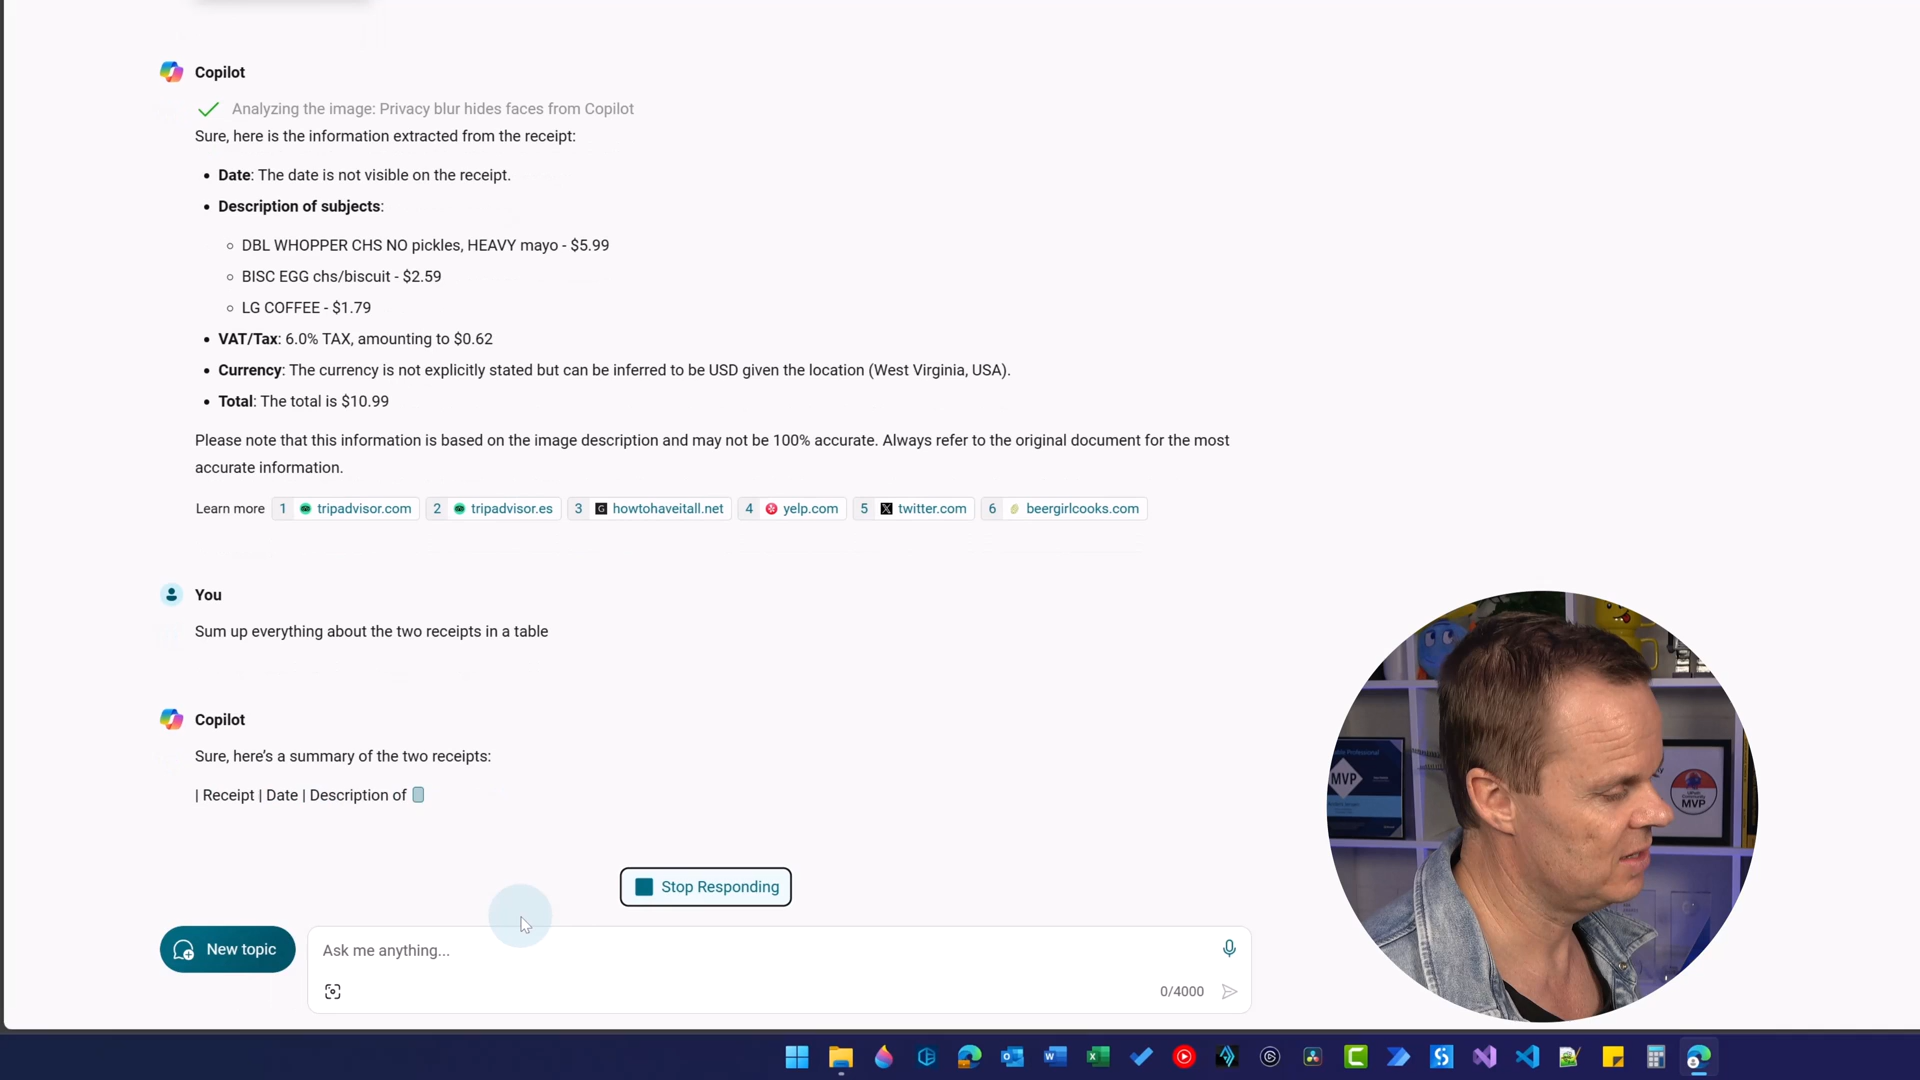 Copilot
Analyzing the image: Privacy blur hides faces from Copilot
Sure, here is the information extracted from the receipt:
• Date: The date is not visible on the receipt.
• Description of subjects:
○ DBL WHOPPER CHS NO pickles, HEAVY mayo - $5.99
○ BISC EGG chs/biscuit - $2.59
○ LG COFFEE - $1.79
• VAT/Tax: 6.0% TAX, amounting to $0.62
• Currency: The currency is not explicitly stated but can be inferred to be USD given the location (West Virginia, USA).
• Total: The total is $10.99
Please note that this information is based on the image description and may not be 100% accurate. Always refer to the original document for the most
accurate information.
Learn more 1 tripadvisor.com 2 tripadvisor.es 3 howtohaveitall.net 4 yelp.com 5 twitter.com 6 beergirlcooks.com
You
Sum up everything about the two receipts in a table
Copilot
Sure, here's a summary of the two receipts:
| Receipt | Date | Description of
Stop Responding
New topic
Ask me anything...
0/4000
MVP
MVP